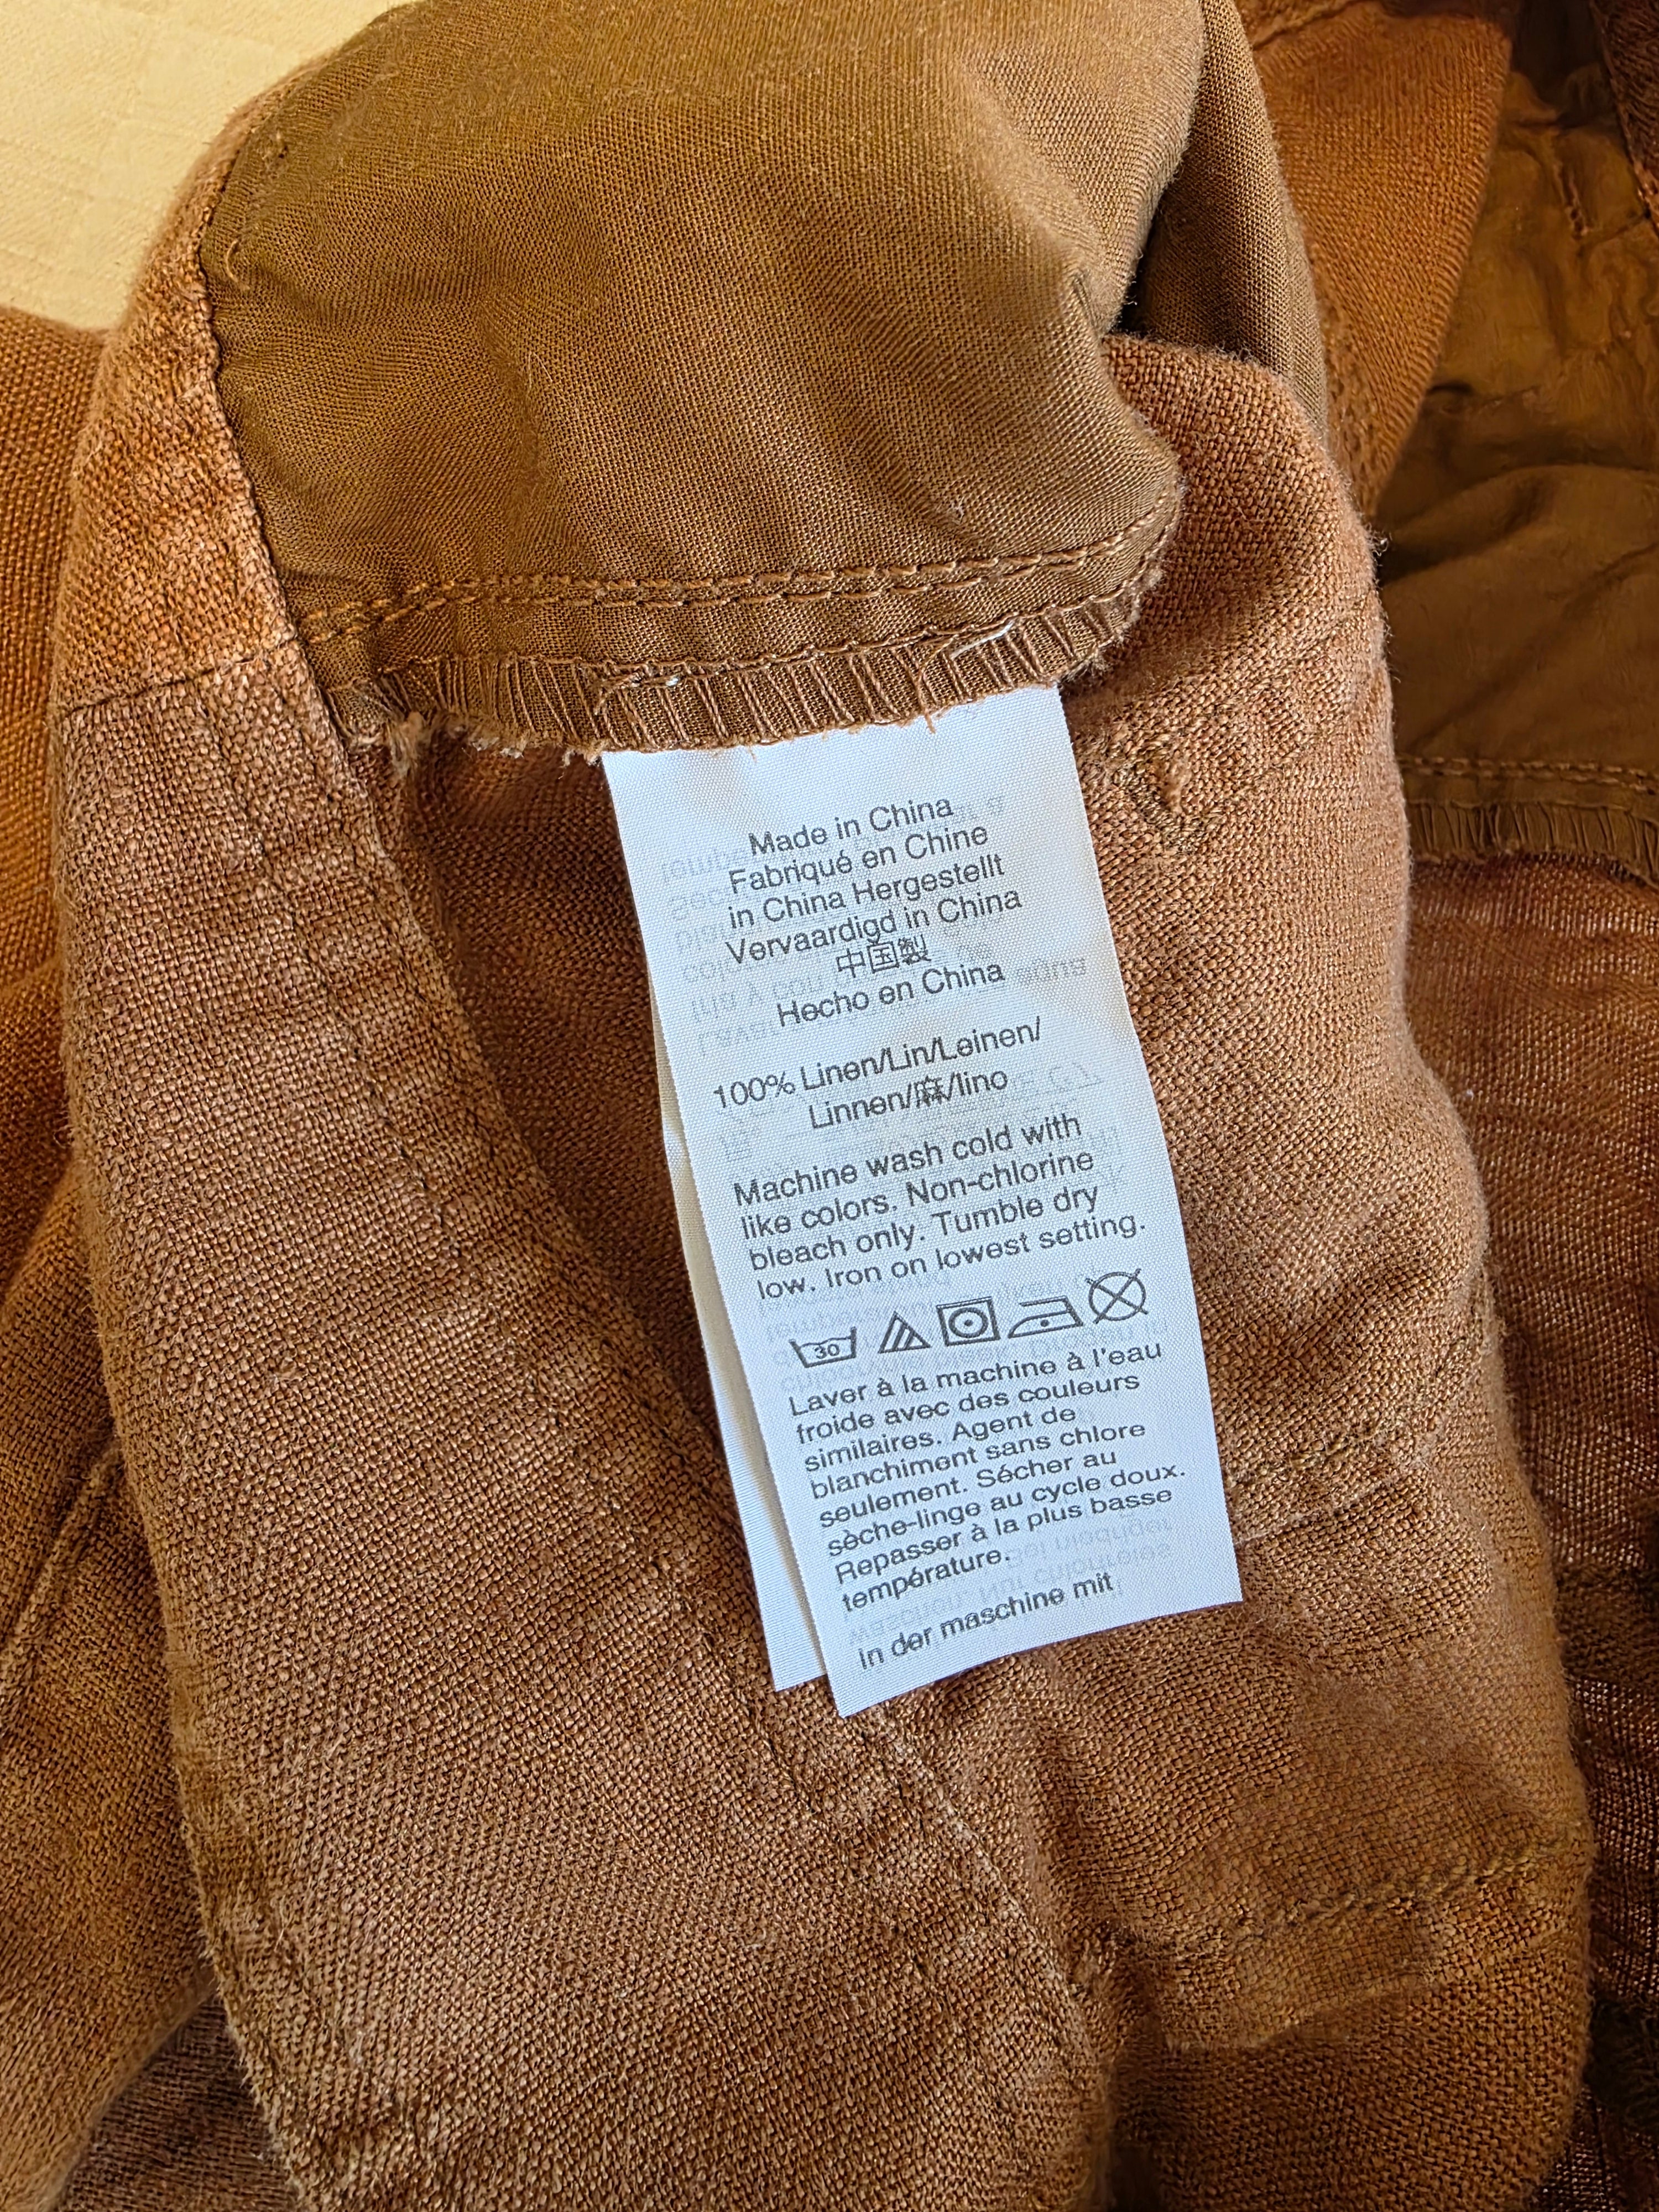 Made in China
Fabriqué en Chine
in China Hergestellt
Vervaardigd in China
中国製
Hecho en China
100% Linen/Lin/Leinen/
Linnen/麻/lino
Machine wash cold with
like colors. Non-chlorine
bleach only. Tumble dry
low. Iron on lowest setting.
30
Laver à la machine à l'eau
froide avec des couleurs
similaires. Agent de
blanchiment sans chlore
seulement. Sécher au
sèche-linge au cycle doux.
Repasser à la plus basse
température.
In der maschine mit